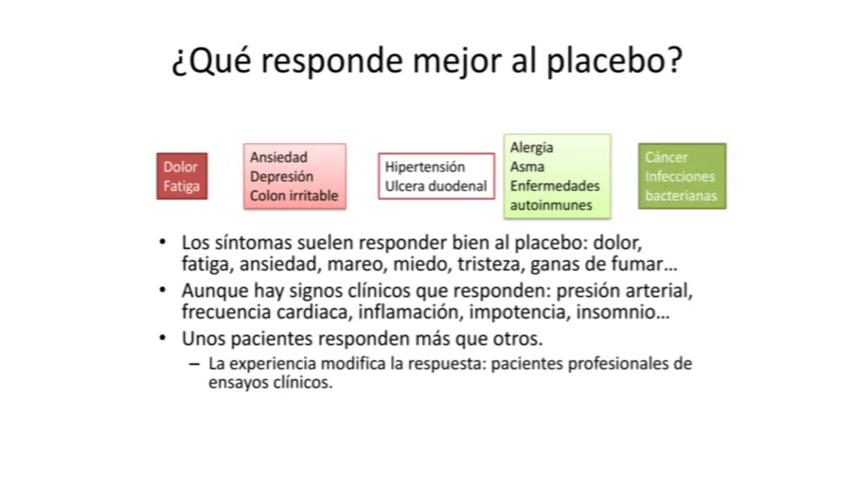 ¿Qué responde mejor al placebo?
Dolor
Fatiga
Ansiedad
Depresión
Colon irritable
Hipertensión
Ulcera duodenal
Alergia
Asma
Enfermedades
autoinmunes
Cáncer
Infecciones
bacterianas
• Los síntomas suelen responder bien al placebo: dolor,
fatiga, ansiedad, mareo, miedo, tristeza, ganas de fumar...
• Aunque hay signos clínicos que responden: presión arterial,
frecuencia cardiaca, inflamación, impotencia, insomnio...
• Unos pacientes responden más que otros.
– La experiencia modifica la respuesta: pacientes profesionales de
ensayos clínicos.